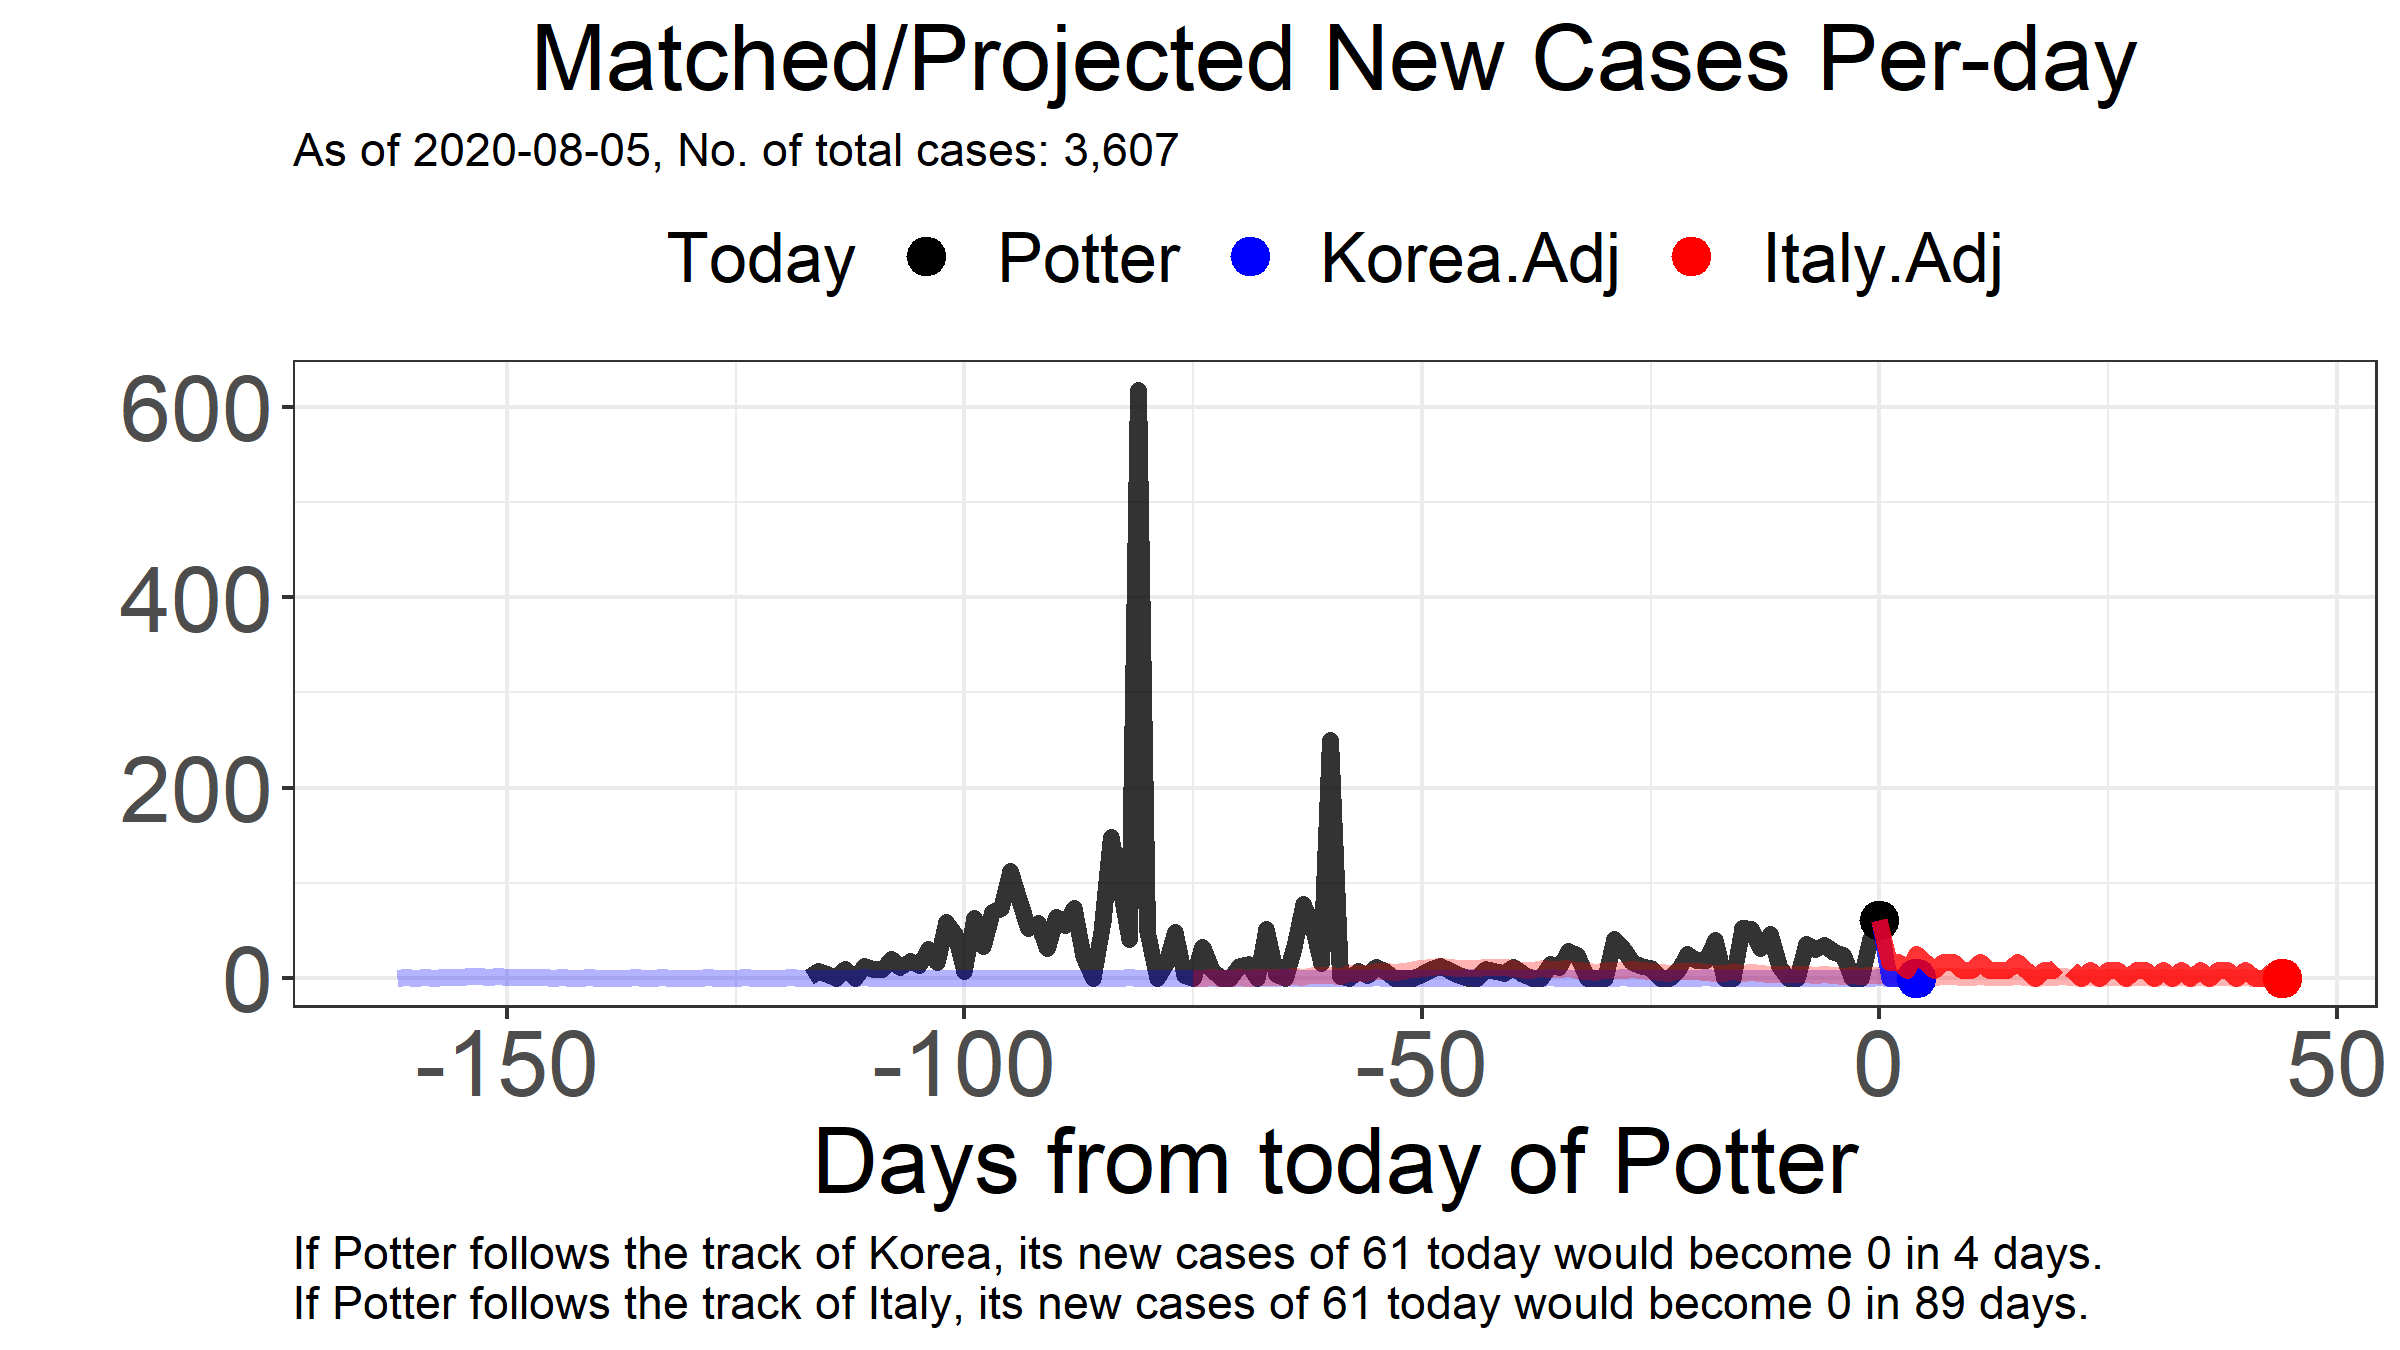 Matched/Projected New Cases Per-day
As of 2020-08-05, No. of total cases: 3,607
Today Potter Korea.Adj Italy.Adj
600
400
200
0
-150 -100 -50 0 50
Days from today of Potter
If Potter follows the track of Korea, its new cases of 61 today would become 0 in 4 days.
If Potter follows the track of Italy, its new cases of 61 today would become 0 in 89 days.